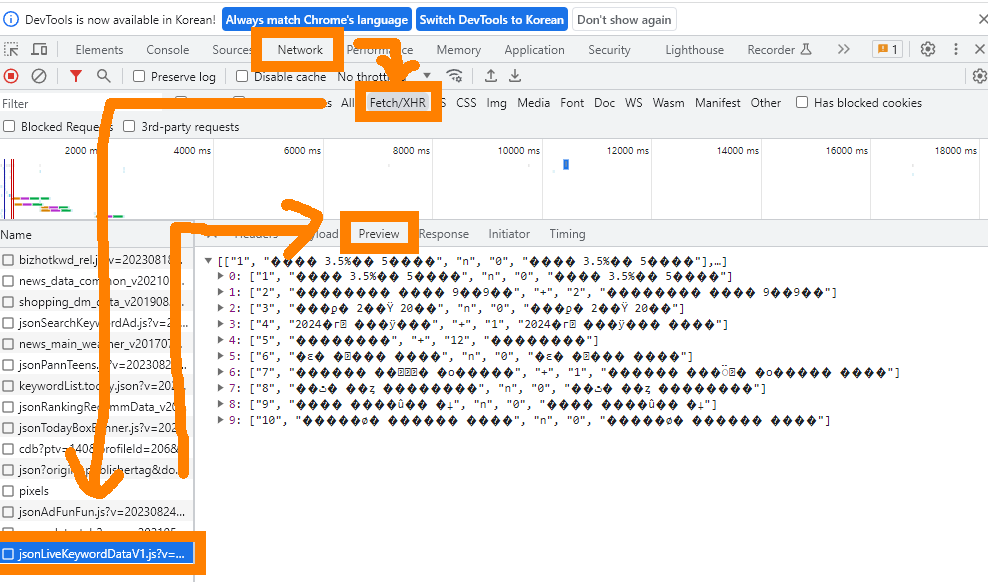 DevTools is now available in Korean! Always match Chrome's language Switch DevTools to Korean Don't show again
Elements Console Sources Network Performance Memory Application Security Lighthouse Recorder 1
Preserve log Disable cache No throttling
Filter All Fetch/XHR JS CSS Img Media Font Doc WS Wasm Manifest Other Has blocked cookies
Blocked Requests 3rd-party requests
2000 ms 4000 ms 6000 ms 8000 ms 10000 ms 12000 ms 14000 ms 16000 ms 18000 ms
Name Headers Payload Preview Response Initiator Timing
bizhotkwd_rel.js?v=20230818...
news_data_common_v20210...
shopping_dm_data_v201908...
jsonSearchKeywordAd.js?v=2...
news_main_weather_v201707...
jsonPannTeens.js?v=2023082...
keywordList.today.json?v=202...
jsonRankingRecommData_v20...
jsonTodayBoxBanner.js?v=202...
cdb?ptv=140&profileId=206&...
json?origin=publishertag&do...
pixels
jsonAdFunFun.js?v=20230824...
jsonLiveKeywordDataV1.js?v=...
[["1", "���� 3.5%�� 5����", "n", "0", "���� 3.5%�� 5����"],…]
0: ["1", "���� 3.5%�� 5����", "n", "0", "���� 3.5%�� 5����"]
1: ["2", "�������� ���� 9��9��", "+", "2", "�������� ���� 9��9��"]
2: ["3", "���ρ� 2��Ÿ 20��", "n", "0", "���ρ� 2��Ÿ 20��"]
3: ["4", "2024�г� ���ÿ���", "+", "1", "2024�г� ���ÿ��� ����"]
4: ["5", "���������", "+", "12", "���������"]
5: ["6", "n", "0",
6: ["7", "+", "1",
7: ["8", "n", "0",
8: ["9", "n", "0",
9: ["10", "n", "0",